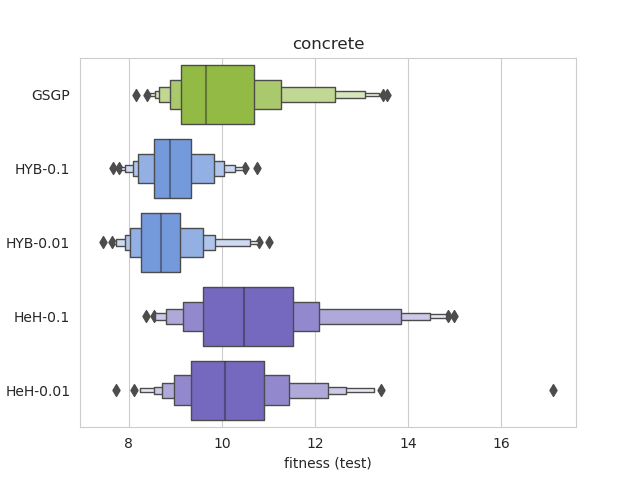 concrete
GSGP
HYB-0.1
HYB-0.01
HeH-0.1
HeH-0.01
8 10 12 14 16
fitness (test)